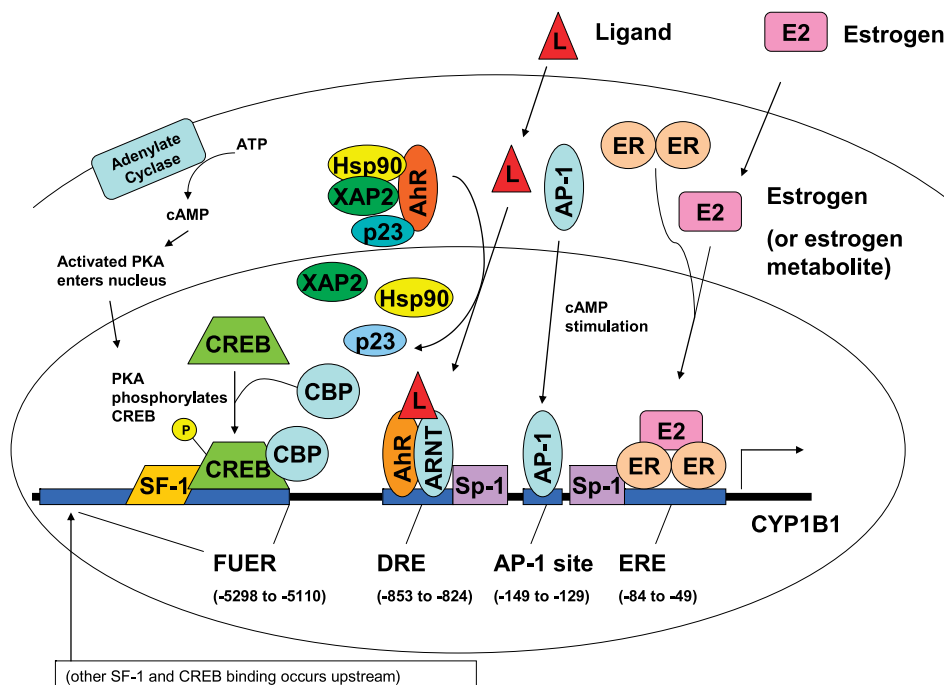 L
Ligand
E2
Estrogen
Adenylate
Cyclase
ATP
cAMP
Activated PKA
enters nucleus
Hsp90
XAP2
AhR
p23
L
AP-1
ER
ER
E2
Estrogen
(or estrogen
metabolite)
XAP2
Hsp90
p23
cAMP
stimulation
CREB
PKA
phosphorylates
CREB
CBP
P
SF-1
CREB
CBP
L
AhR
ARNT
Sp-1
AP-1
Sp-1
E2
ER
ER
CYP1B1
FUER
(-5298 to -5110)
DRE
(-853 to -824)
AP-1 site
(-149 to -129)
ERE
(-84 to -49)
(other SF-1 and CREB binding occurs upstream)